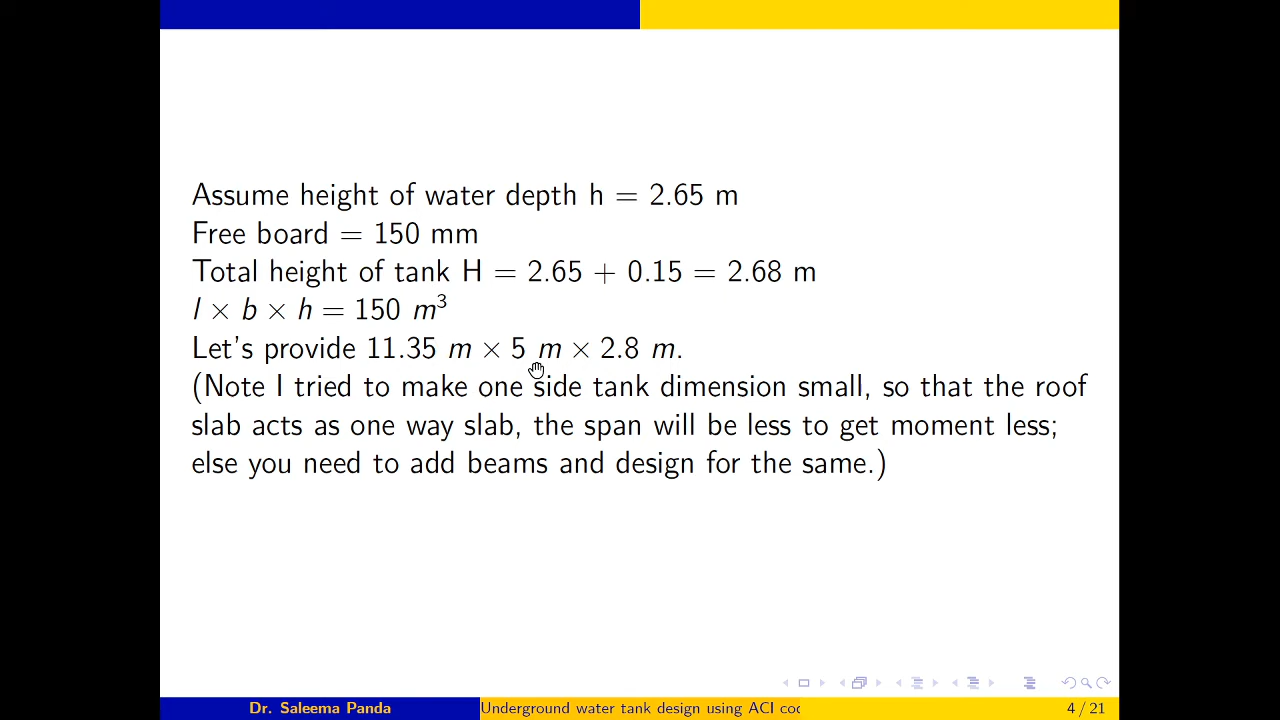 Assume height of water depth h = 2.65 m
Free board = 150 mm
Total height of tank H = 2.65 + 0.15 = 2.68 m
l × b × h = 150 m³
Let's provide 11.35 m × 5 m × 2.8 m.
(Note I tried to make one side tank dimension small, so that the roof
slab acts as one way slab, the span will be less to get moment less;
else you need to add beams and design for the same.)
Dr. Saleema Panda
Underground water tank design using ACI coc
4 / 21